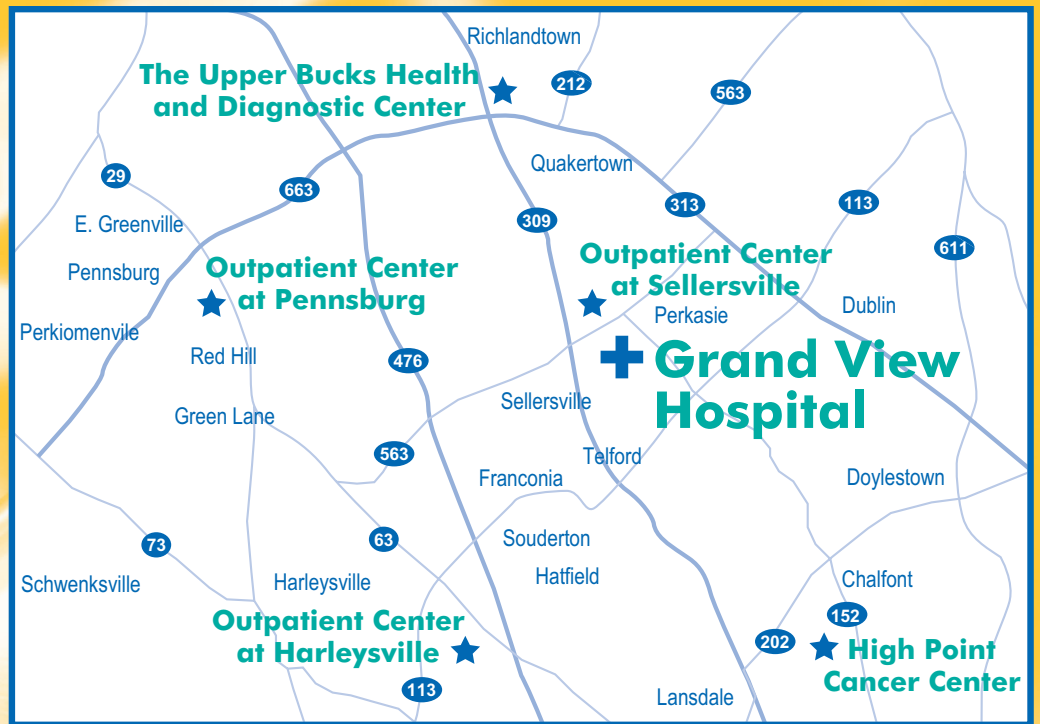 Richlandtown
The Upper Bucks Health
and Diagnostic Center
212
563
Quakertown
29
663
313
113
309
E. Greenville
611
Outpatient Center
at Sellersville
Pennsburg
Outpatient Center
at Pennsburg
Dublin
Perkasie
Perkiomenvile
Red Hill
476
Grand View
Hospital
Sellersville
Green Lane
563
Telford
Franconia
Doylestown
73
63
Souderton
Hatfield
Schwenksville
Harleysville
Chalfont
152
Outpatient Center
at Harleysville
202
High Point
Cancer Center
113
Lansdale